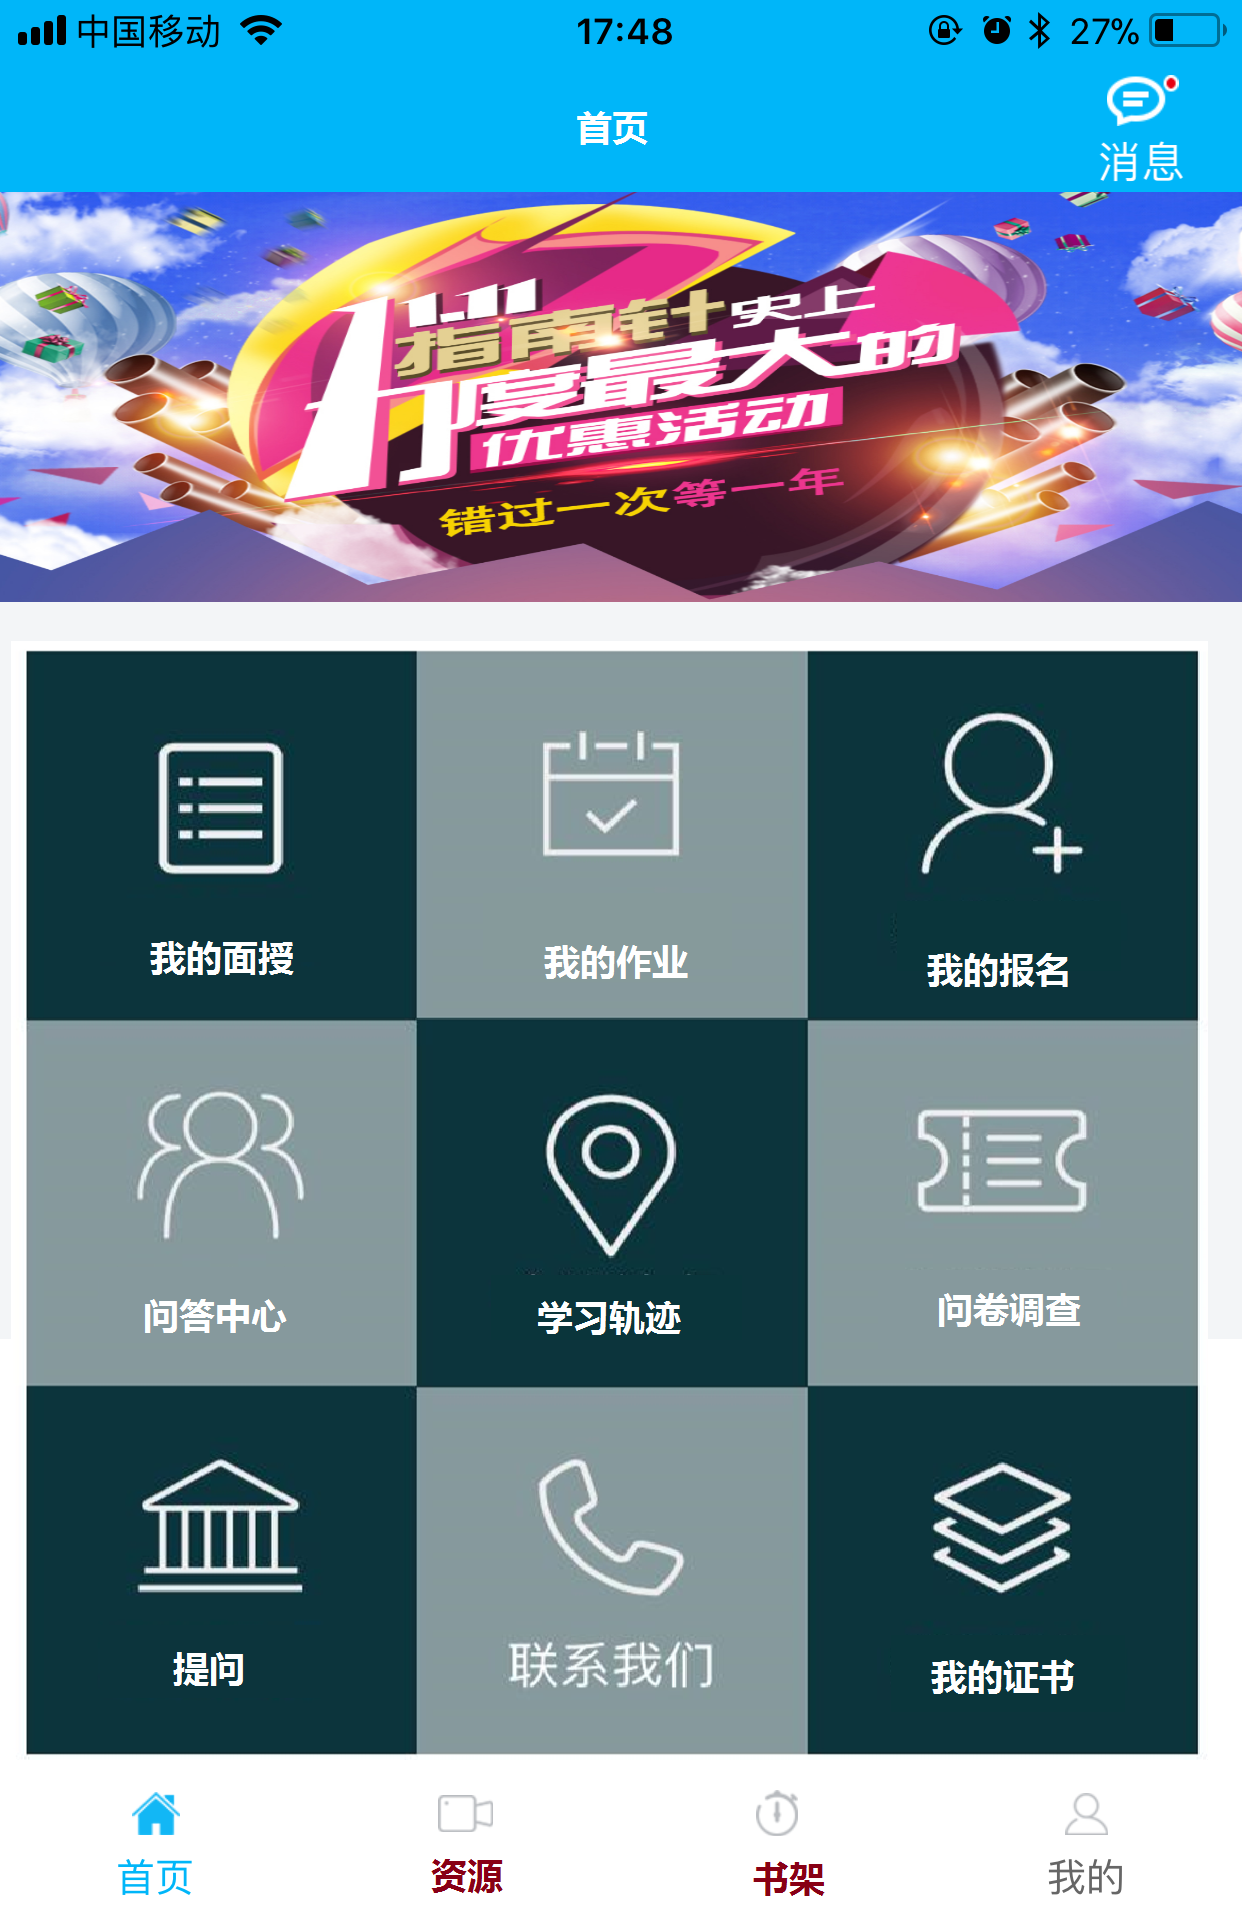 中国移动 17:48 27%
首页
消息
指南针史上
年度最大的
优惠活动
错过一次等一年
我的面授 我的作业 我的报名
问答中心 学习轨迹 问卷调查
提问 联系我们 我的证书
首页 资源 书架 我的